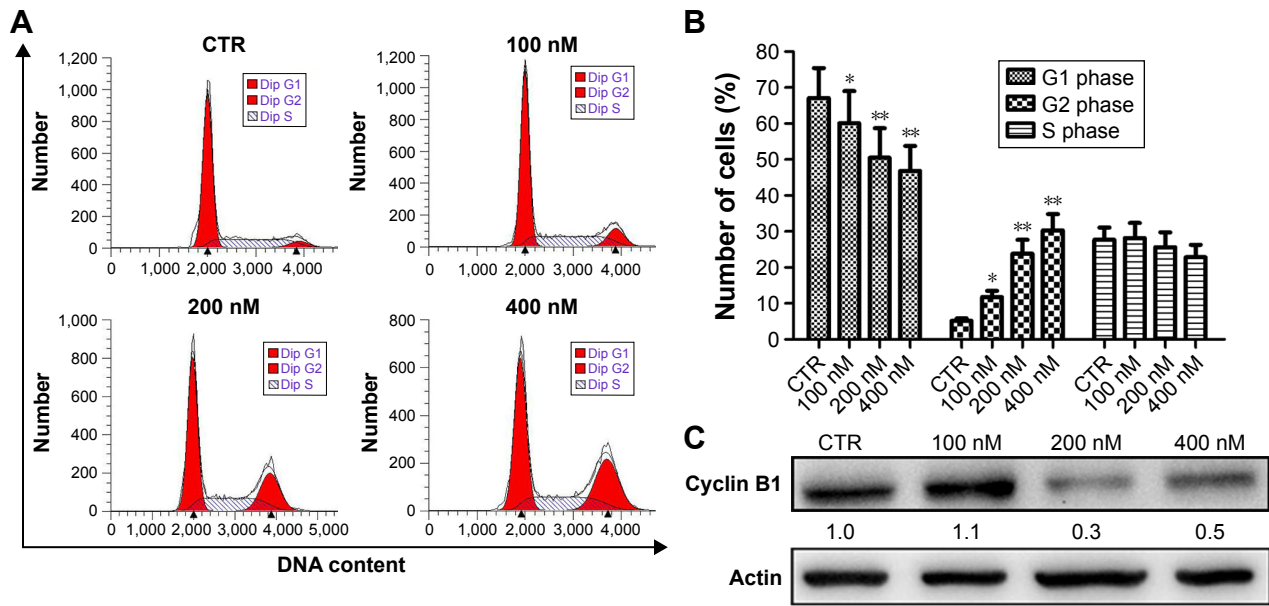 A
CTR
1,200
1,000
800
600
400
200
0
Number
0 1,000 2,000 3,000 4,000
Dip G1
Dip G2
Dip S
100 nM
1,200
1,000
800
600
400
200
0
Number
0 1,000 2,000 3,000 4,000
Dip G1
Dip G2
Dip S
200 nM
1,000
800
600
400
200
0
Number
0 1,000 2,000 3,000 4,000 5,000
Dip G1
Dip G2
Dip S
400 nM
800
600
400
200
0
Number
0 1,000 2,000 3,000 4,000
Dip G1
Dip G2
Dip S
DNA content
B
Number of cells (%)
80
70
60
50
40
30
20
10
0
* ** **
* ** **
G1 phase
G2 phase
S phase
CTR 100 nM 200 nM 400 nM CTR 100 nM 200 nM 400 nM CTR 100 nM 200 nM 400 nM
C
CTR 100 nM 200 nM 400 nM
Cyclin B1
1.0 1.1 0.3 0.5
Actin